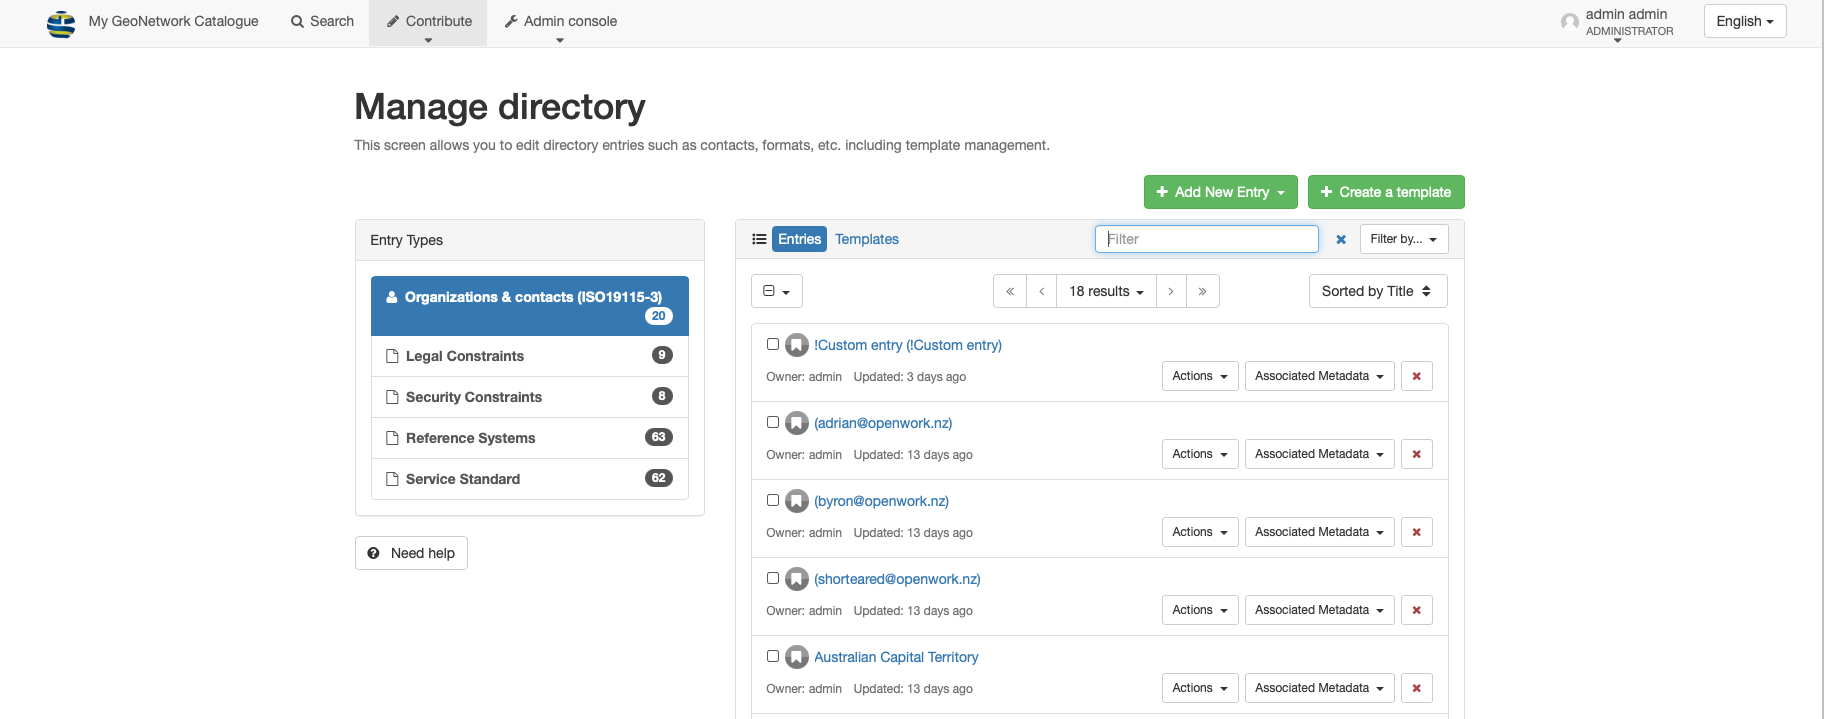 My GeoNetwork Catalogue
Search
Contribute
Admin console
admin admin
ADMINISTRATOR
English
Manage directory
This screen allows you to edit directory entries such as contacts, formats, etc. including template management.
Add New Entry
Create a template
Entry Types
Organizations & contacts (ISO19115-3)
20
Legal Constraints 9
Security Constraints 8
Reference Systems 63
Service Standard 62
Need help
Entries Templates
Filter
Filter by...
« ‹ 18 results › »
Sorted by Title
!Custom entry (!Custom entry)
Owner: admin Updated: 3 days ago
Actions Associated Metadata
(adrian@openwork.nz)
Owner: admin Updated: 13 days ago
Actions Associated Metadata
(byron@openwork.nz)
Owner: admin Updated: 13 days ago
Actions Associated Metadata
(shorteared@openwork.nz)
Owner: admin Updated: 13 days ago
Actions Associated Metadata
Australian Capital Territory
Owner: admin Updated: 13 days ago
Actions Associated Metadata